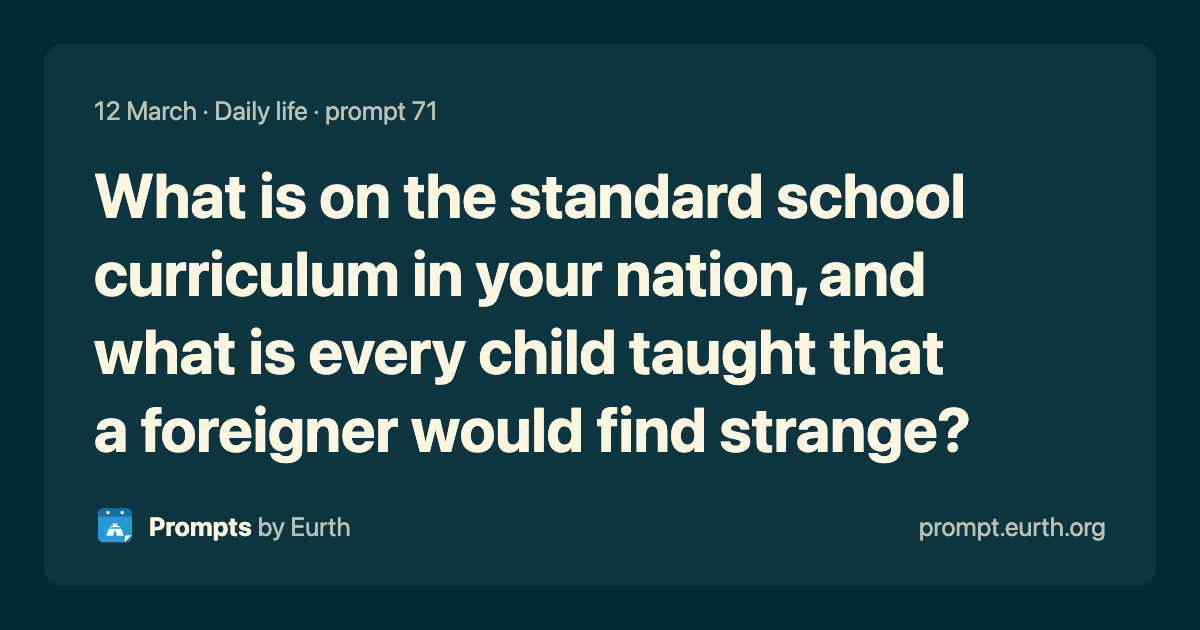 12 March · Daily life · prompt 71
What is on the standard school
curriculum in your nation, and
what is every child taught that
a foreigner would find strange?
Prompts by Eurth
prompt.eurth.org